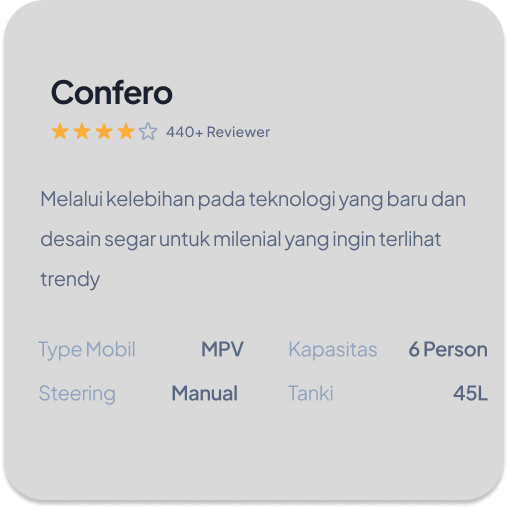 Confero
440+ Reviewer
Melalui kelebihan pada teknologi yang baru dan
desain segar untuk milenial yang ingin terlihat
trendy
Type Mobil MPV Kapasitas 6 Person
Steering Manual Tanki 45L